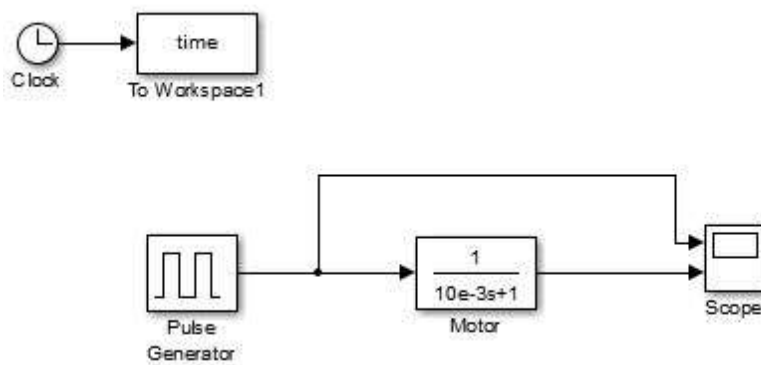 time
Clock
To Workspace1
1
10e-3s+1
Scope
Motor
Pulse
Generator